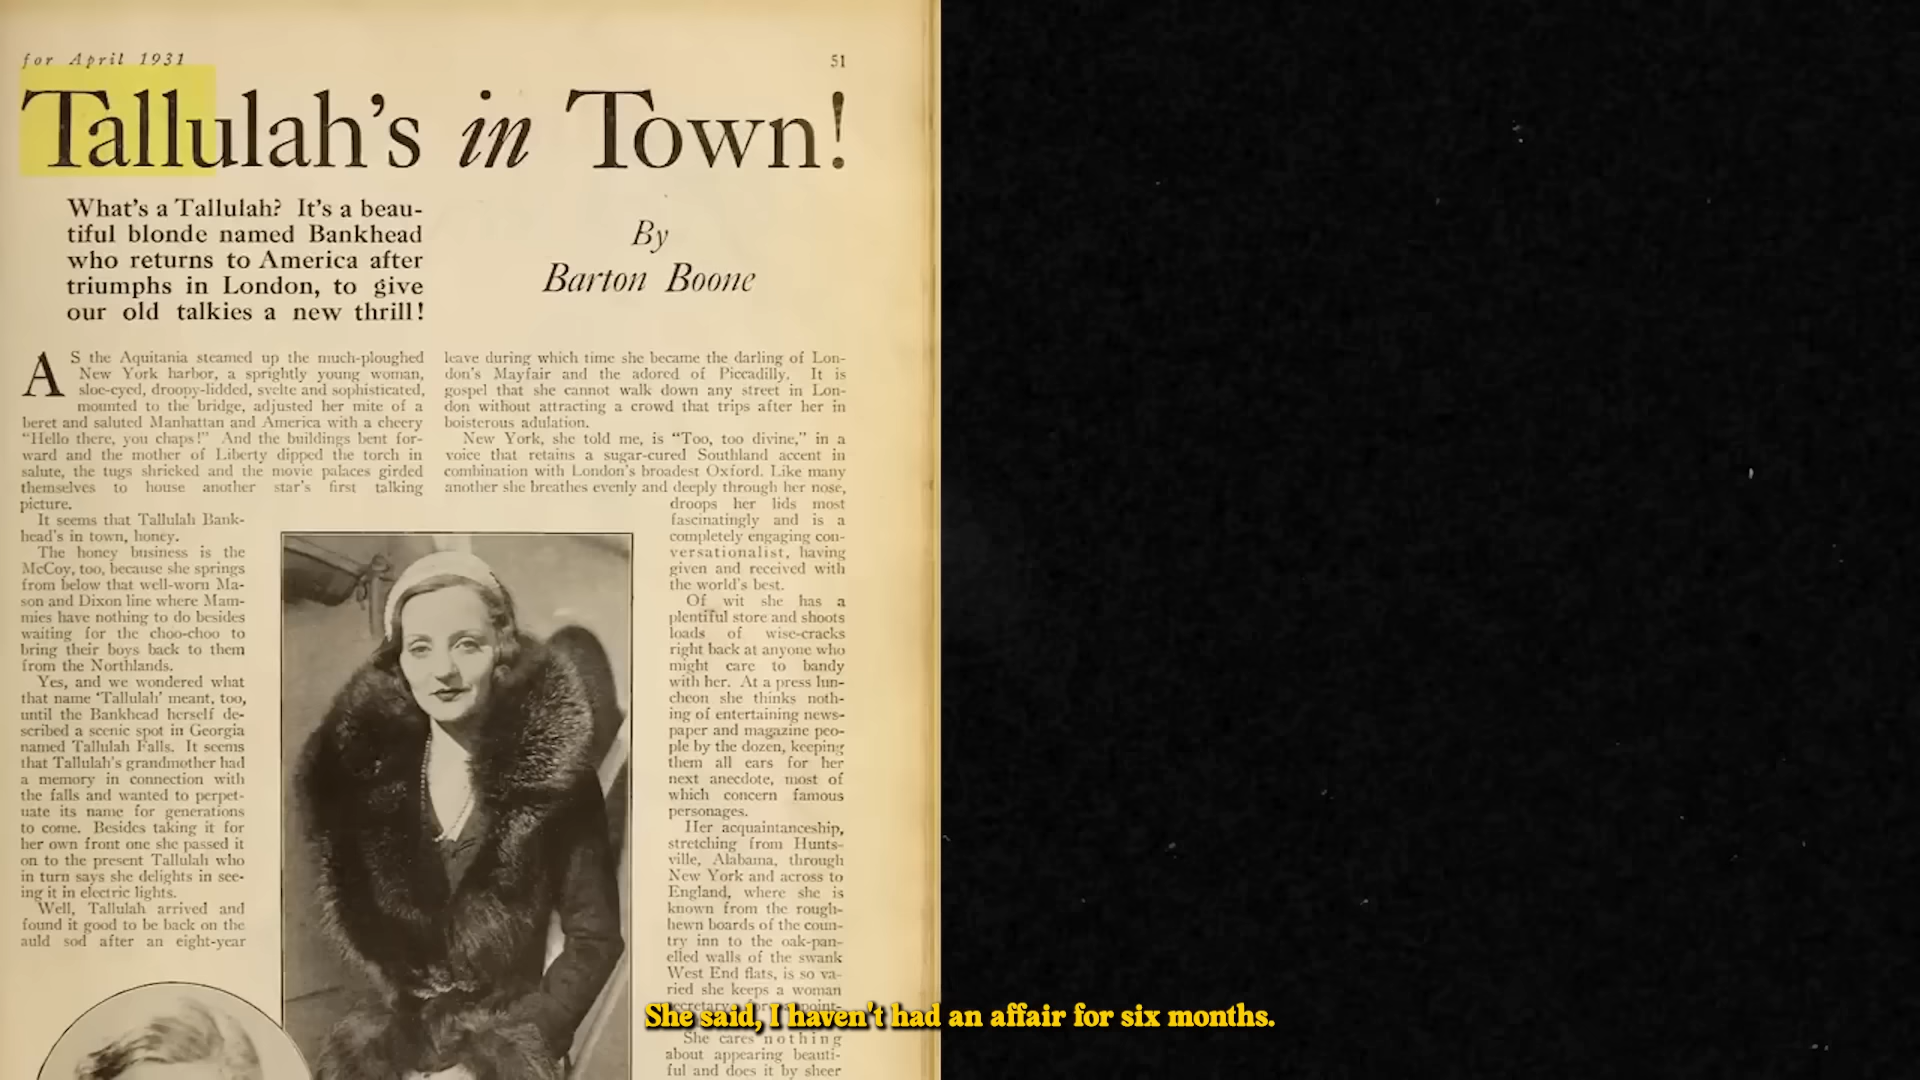 for April 1931
51
Tallulah's in Town!
What's a Tallulah? It's a beau-
tiful blonde named Bankhead
who returns to America after
triumphs in London, to give
our old talkies a new thrill!
By
Barton Boone
AS the Aquitania steamed up the much-ploughed
New York harbor, a sprightly young woman,
sloe-eyed, droopy-lidded, svelte and sophisticated,
mounted to the bridge, adjusted her mite of a
beret and saluted Manhattan and America with a cheery
"Hello there, you chaps!" And the buildings bent for-
ward and the mother of Liberty dipped the torch in
salute, the tugs shrieked and the movie palaces girded
themselves to house another star's first talking
picture.
It seems that Tallulah Bank-
head's in town, honey.
The honey business is the
McCoy, too, because she springs
from below that well-worn Ma-
son and Dixon line where Mam-
mies have nothing to do besides
waiting for the choo-choo to
bring their boys back to them
from the Northlands.
Yes, and we wondered what
that name 'Tallulah' meant, too,
until the Bankhead herself de-
scribed a scenic spot in Georgia
named Tallulah Falls. It seems
that Tallulah's grandmother had
a memory in connection with
the falls and wanted to perpet-
uate its name for generations
to come. Besides taking it for
her own front one she passed it
on to the present Tallulah who
in turn says she delights in see-
ing it in electric lights.
Well, Tallulah arrived and
found it good to be back on the
auld sod after an eight-year
leave during which time she became the darling of Lon-
don's Mayfair and the adored of Piccadilly. It is
gospel that she cannot walk down any street in Lon-
don without attracting a crowd that trips after her in
boisterous adulation.
New York, she told me, is "Too, too divine," in a
voice that retains a sugar-cured Southland accent in
combination with London's broadest Oxford. Like many
another she breathes evenly and deeply through her nose,
droops her lids most
fascinatingly and is a
completely engaging con-
versationalist, having
given and received with
the world's best.
Of wit she has a
plentiful store and shoots
loads of wise-cracks
right back at anyone who
might care to bandy
with her. At a press lun-
cheon she thinks noth-
ing of entertaining news-
paper and magazine peo-
ple by the dozen, keeping
them all ears for her
next anecdote, most of
which concern famous
personages.
Her acquaintanceship,
stretching from Hunts-
ville, Alabama, through
New York and across to
England, where she is
known from the rough-
hewn boards of the coun-
try inn to the oak-pan-
elled walls of the swank
West End flats, is so va-
ried she keeps a woman
She cares nothing
about appearing beauti-
ful and does it by sheer
She said, I haven't had an affair for six months.